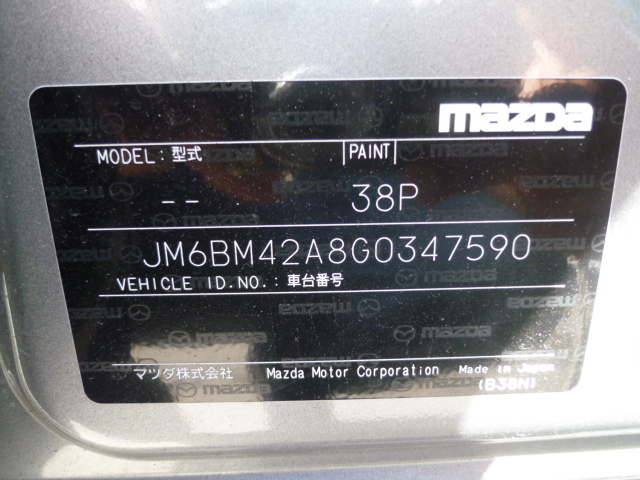 mazda
MODEL: 型式 PAINT
-- 38P
JM6BM42A8G0347590
VEHICLE ID.NO.: 車台番号
マツダ株式会社 Mazda Motor Corporation Made in Japan
(B38N)